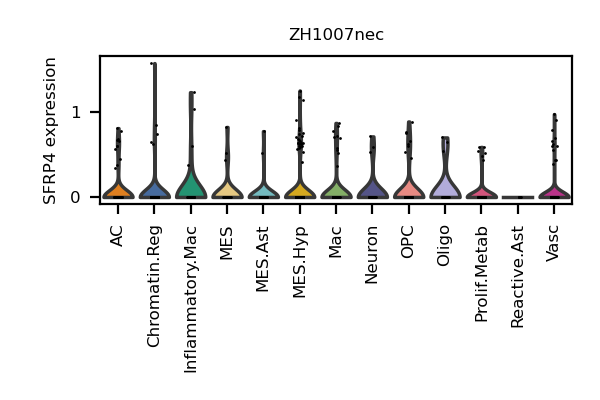 ZH1007nec
SFRP4 expression
1
0
AC
Chromatin.Reg
Inflammatory.Mac
MES
MES.Ast
MES.Hyp
Mac
Neuron
OPC
Oligo
Prolif.Metab
Reactive.Ast
Vasc